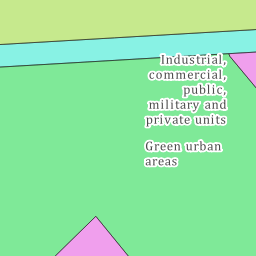 Industrial,
commercial,
public,
military and
private units
Green urban
areas